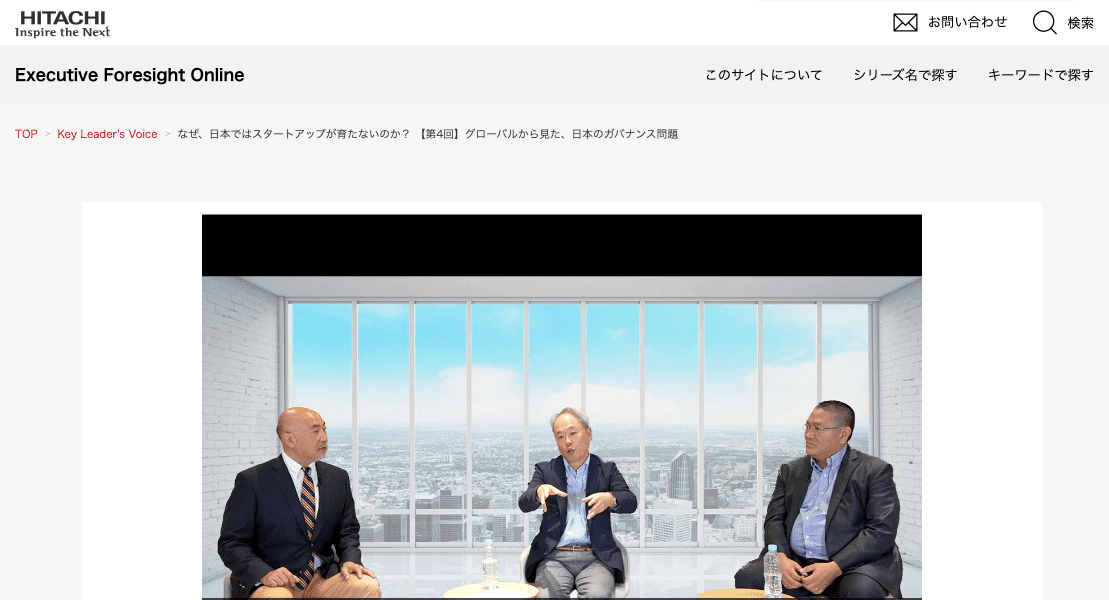 HITACHI
Inspire the Next
お問い合わせ
検索
Executive Foresight Online
このサイトについて
シリーズ名で探す
キーワードで探す
TOP > Key Leader's Voice > なぜ、日本ではスタートアップが育たないのか？ 【第4回】グローバルから見た、日本のガバナンス問題